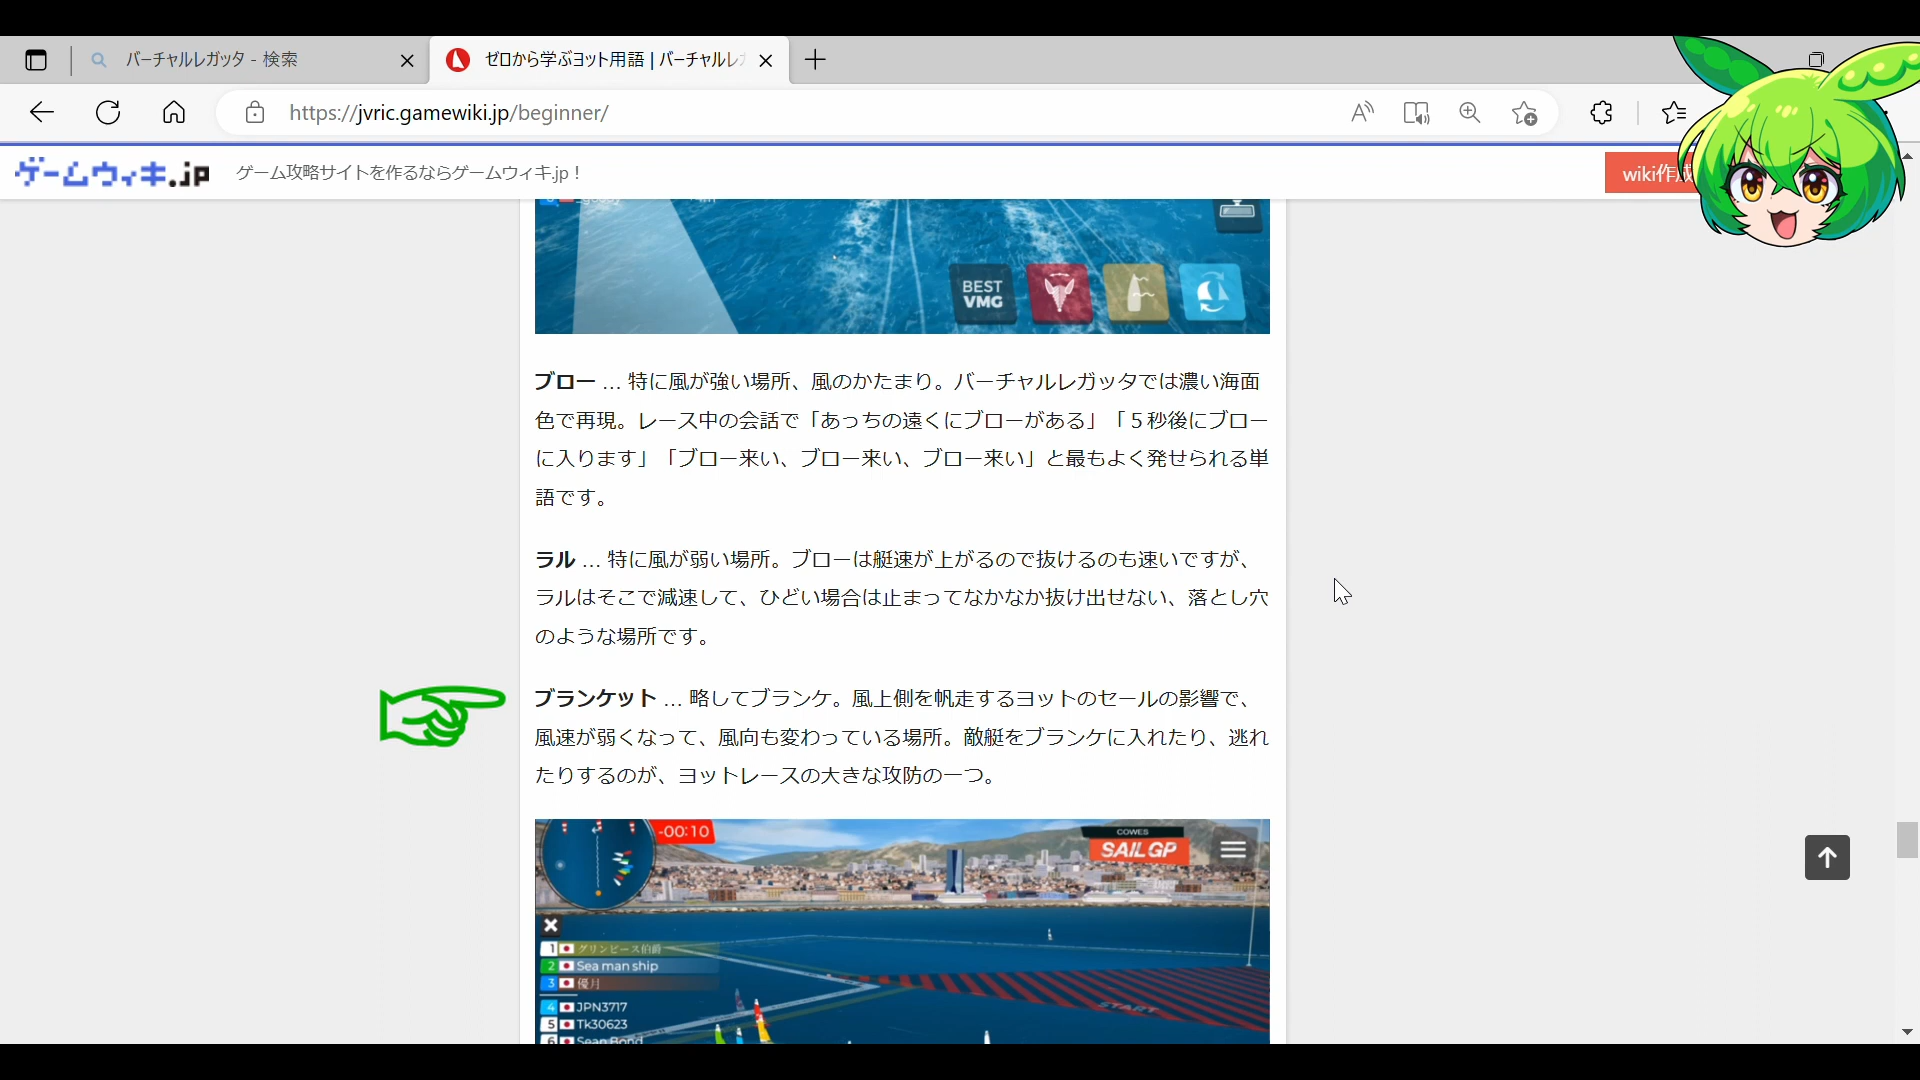 バーチャルレガッタ - 検索
ゼロから学ぶヨット用語 | バーチャルレガ
https://jvric.gamewiki.jp/beginner/
ゲームウィキ.jp
ゲーム攻略サイトを作るならゲームウィキ.jp！
wiki作成
BEST
VMG
ブロー … 特に風が強い場所、風のかたまり。バーチャルレガッタでは濃い海面
色で再現。レース中の会話で「あっちの遠くにブローがある」「５秒後にブロー
に入ります」「ブロー来い、ブロー来い、ブロー来い」と最もよく発せられる単
語です。
ラル … 特に風が弱い場所。ブローは艇速が上がるので抜けるのも速いですが、
ラルはそこで減速して、ひどい場合は止まってなかなか抜け出せない、落とし穴
のような場所です。
ブランケット … 略してブランケ。風上側を帆走するヨットのセールの影響で、
風速が弱くなって、風向も変わっている場所。敵艇をブランケに入れたり、逃れ
たりするのが、ヨットレースの大きな攻防の一つ。
-00:10
COWES
SAIL GP
1 グリンピース伯爵
2 Sea man ship
3 優月
4 JPN3717
5 Tk30623
6 Sean Bond
START